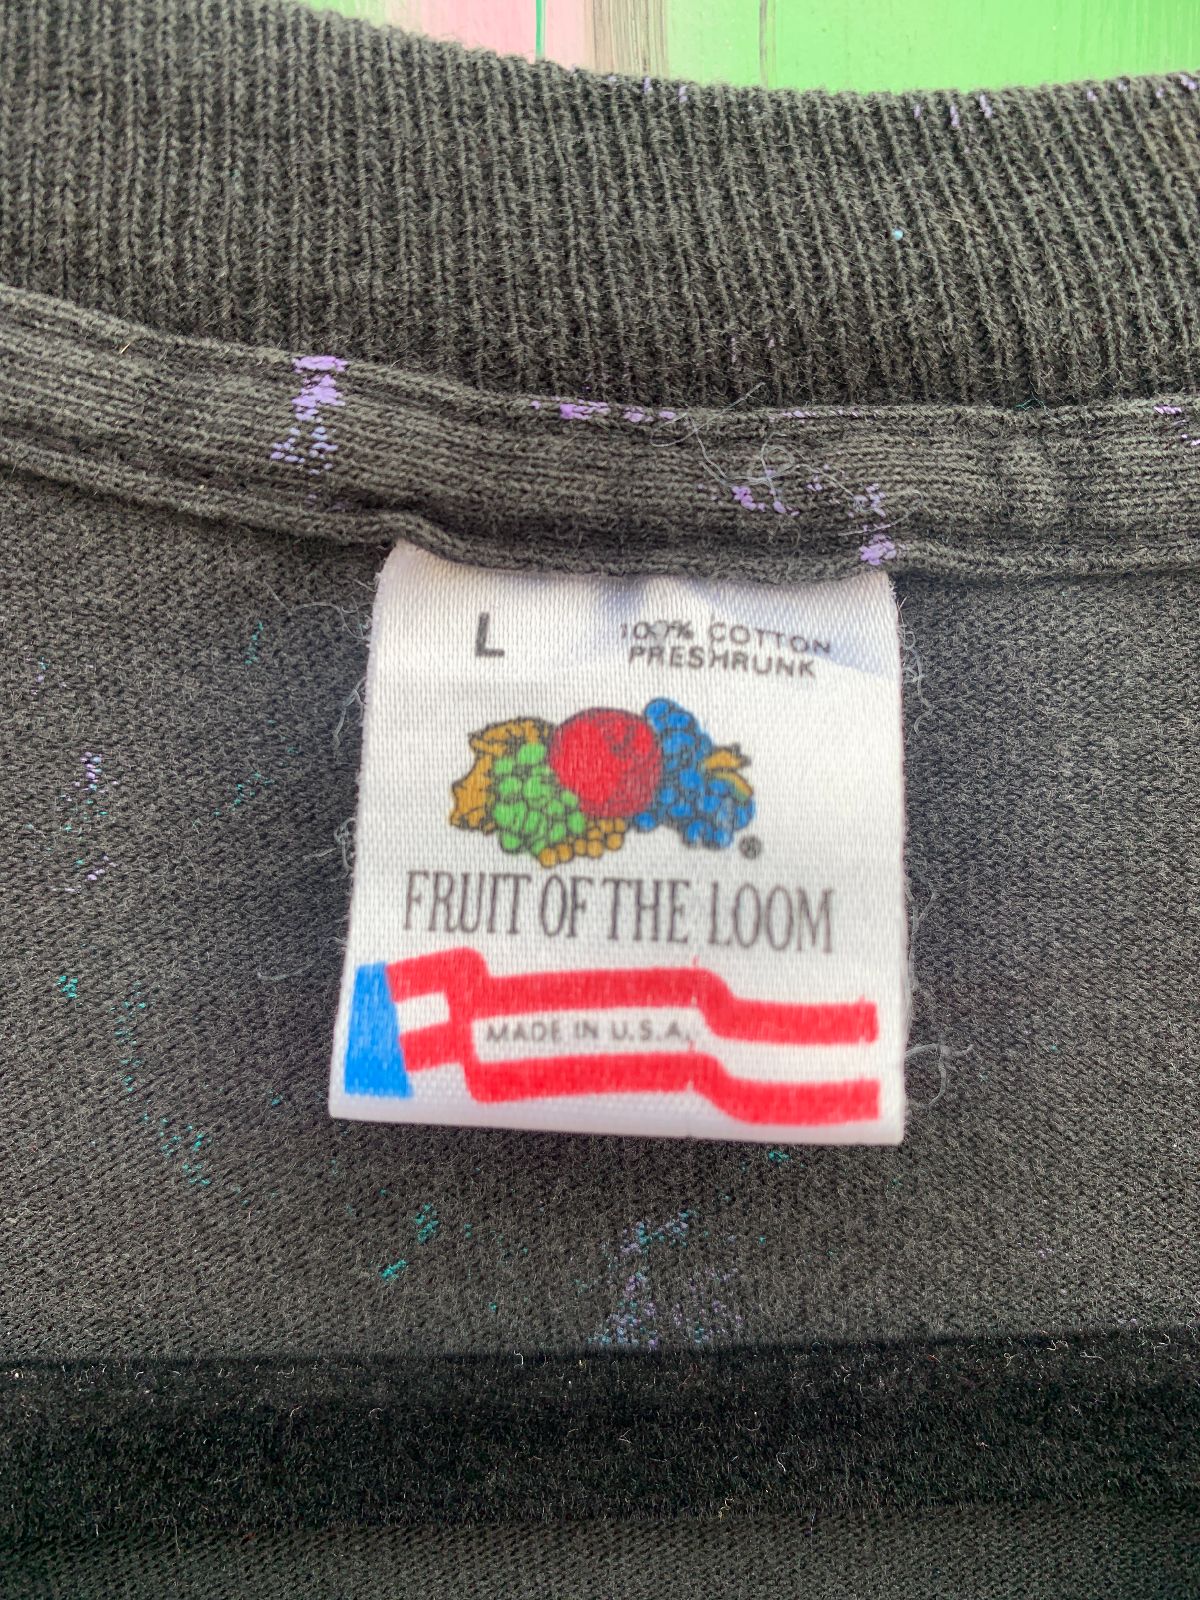 L
100% COTTON
PRESHRUNK
®
FRUIT OF THE LOOM
MADE IN U.S.A.